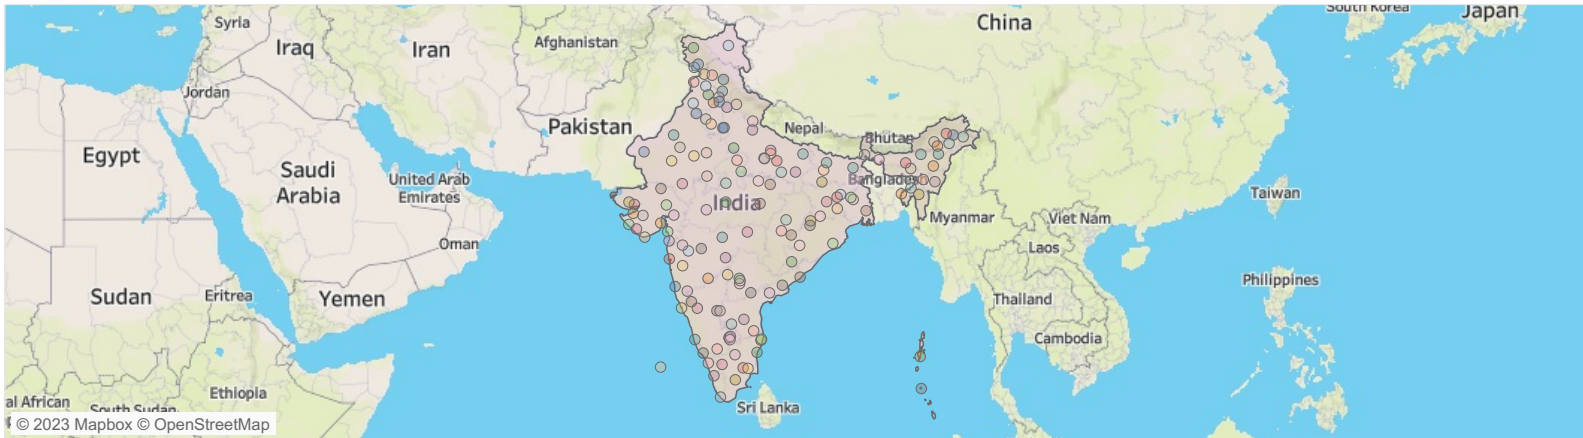 South Korea
Japan
China
Syria
Iraq
Iran
Afghanistan
Jordan
Pakistan
Nepal
Bhutan
Egypt
Saudi
Arabia
United Arab
Emirates
Bangladesh
Taiwan
India
Myanmar
Viet Nam
Oman
Laos
Sudan
Eritrea
Yemen
Philippines
Thailand
Cambodia
Ethiopia
al African
South Sudan
Sri Lanka
© 2023 Mapbox © OpenStreetMap